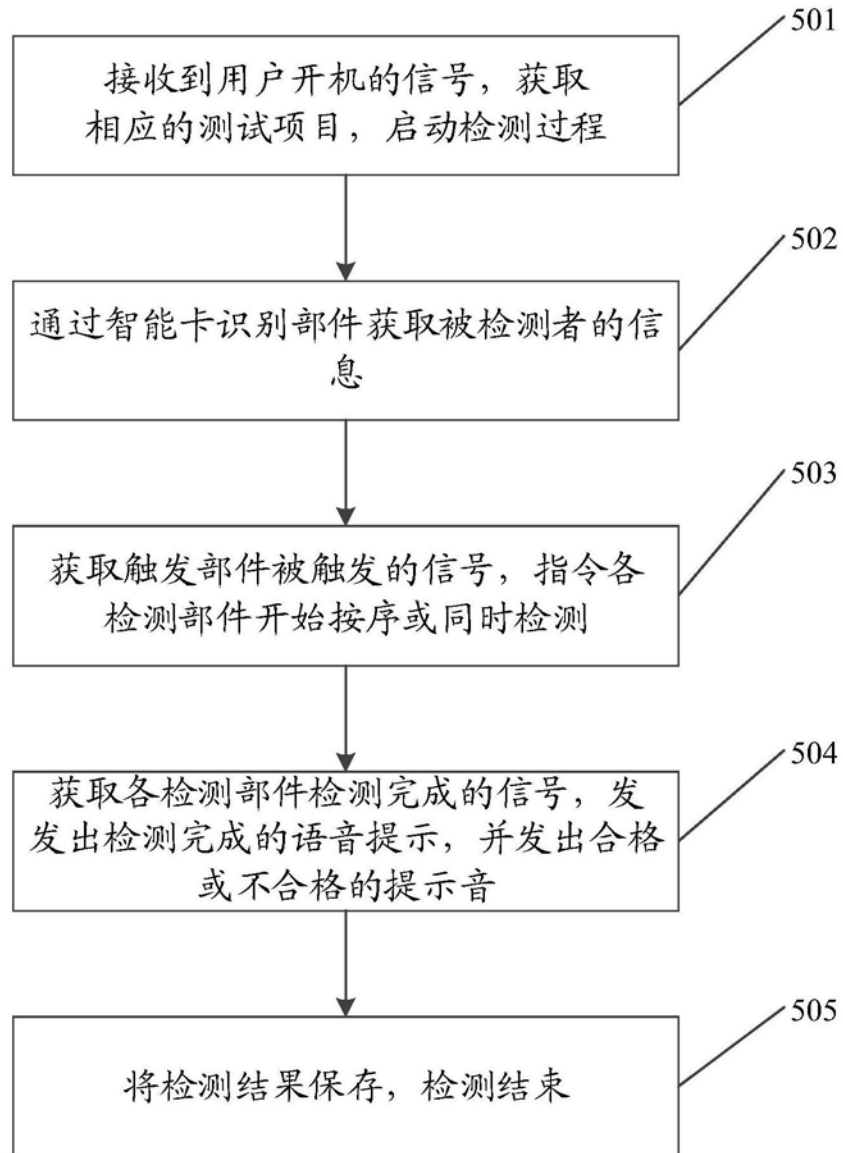 501
接收到用户开机的信号，获取
相应的测试项目，启动检测过程
502
通过智能卡识别部件获取被检测者的信
息
503
获取触发部件被触发的信号，指令各
检测部件开始按序或同时检测
504
获取各检测部件检测完成的信号，发
发出检测完成的语音提示，并发出合格
或不合格的提示音
505
将检测结果保存，检测结束